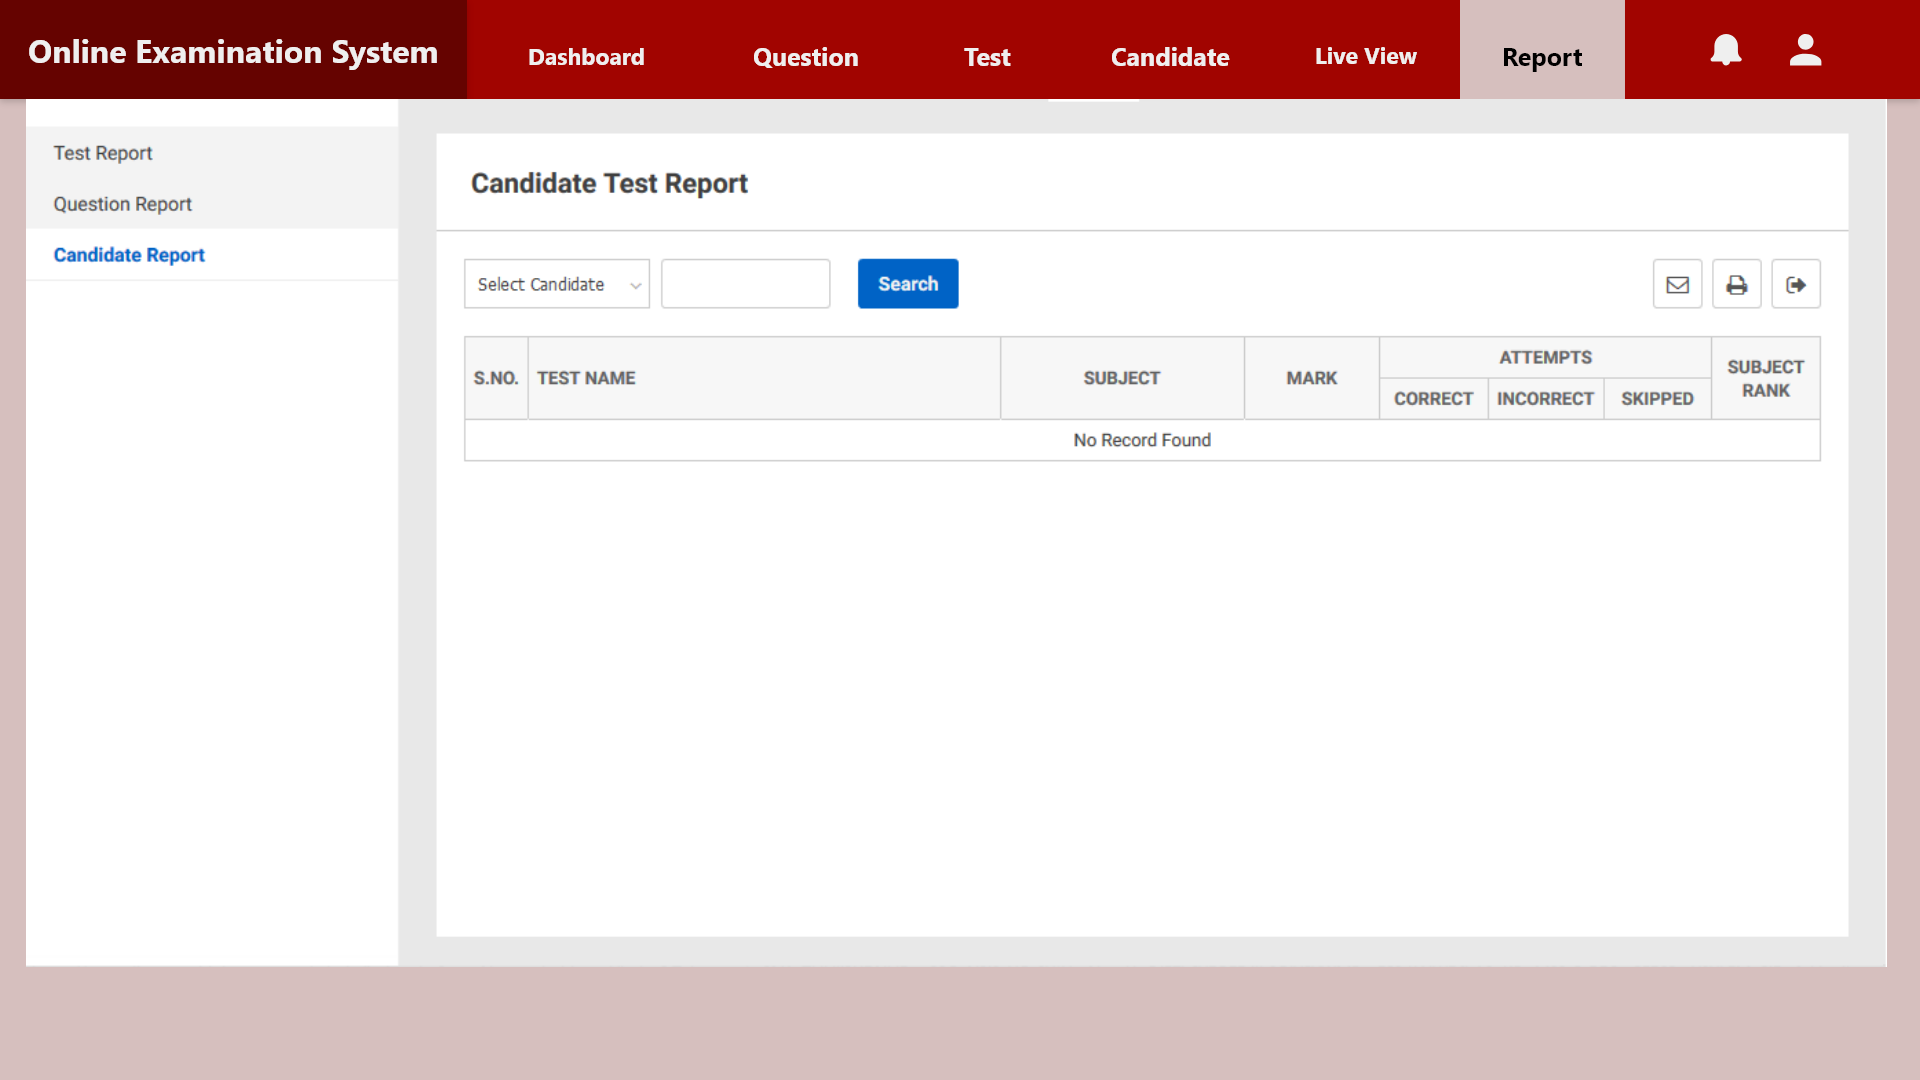 Online Examination System
Dashboard
Question
Test
Candidate
Live View
Report
Test Report
Question Report
Candidate Report
Candidate Test Report
Select Candidate
Search
S.NO.
TEST NAME
SUBJECT
MARK
ATTEMPTS
CORRECT
INCORRECT
SKIPPED
SUBJECT
RANK
No Record Found